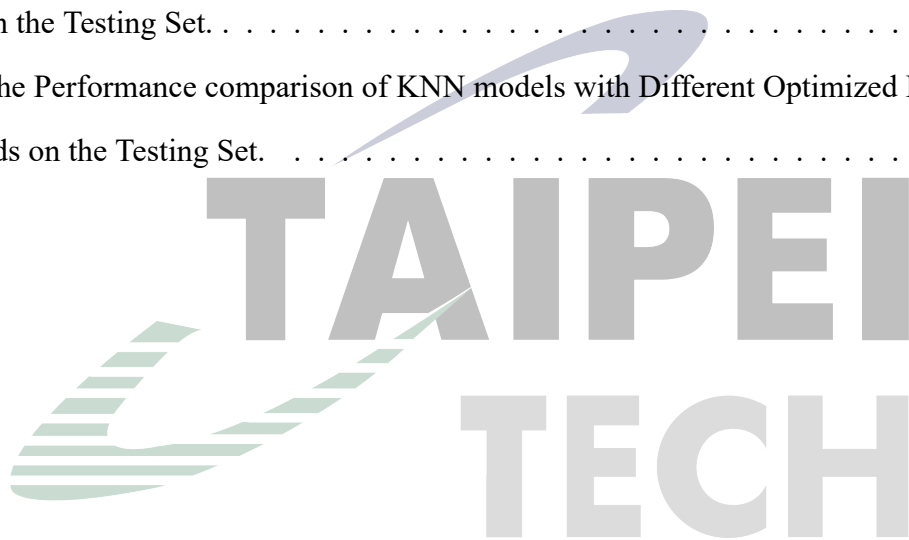 n the Testing Set. . . . . . . . . . . . . . . . . . . . . . . . . . . . . .
he Performance comparison of KNN models with Different Optimized
ds on the Testing Set. . . . . . . . . . . . . . . . . . . . . . . . . . .
TAIPEI
TECH